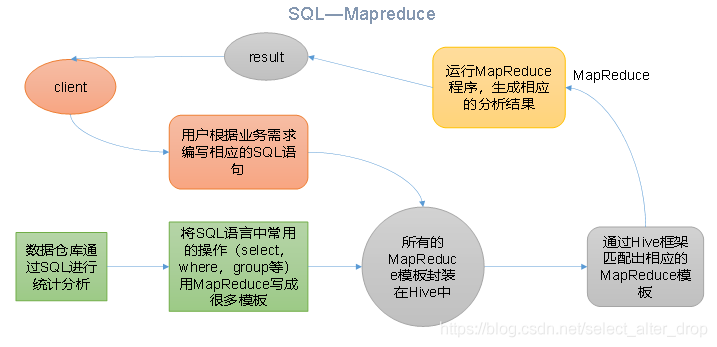 SQL—Mapreduce
result
client
运行MapReduce
程序，生成相应
的分析结果
MapReduce
用户根据业务需求
编写相应的SQL语
句
数据仓库通
过SQL进行
统计分析
将SQL语言中常用
的操作（select，
where，group等）
用MapReduce写成
很多模板
所有的
MapReduc
e模板封装
在Hive中
通过Hive框架
匹配出相应的
MapReduce模
板
https://blog.csdn.net/select_alter_drop